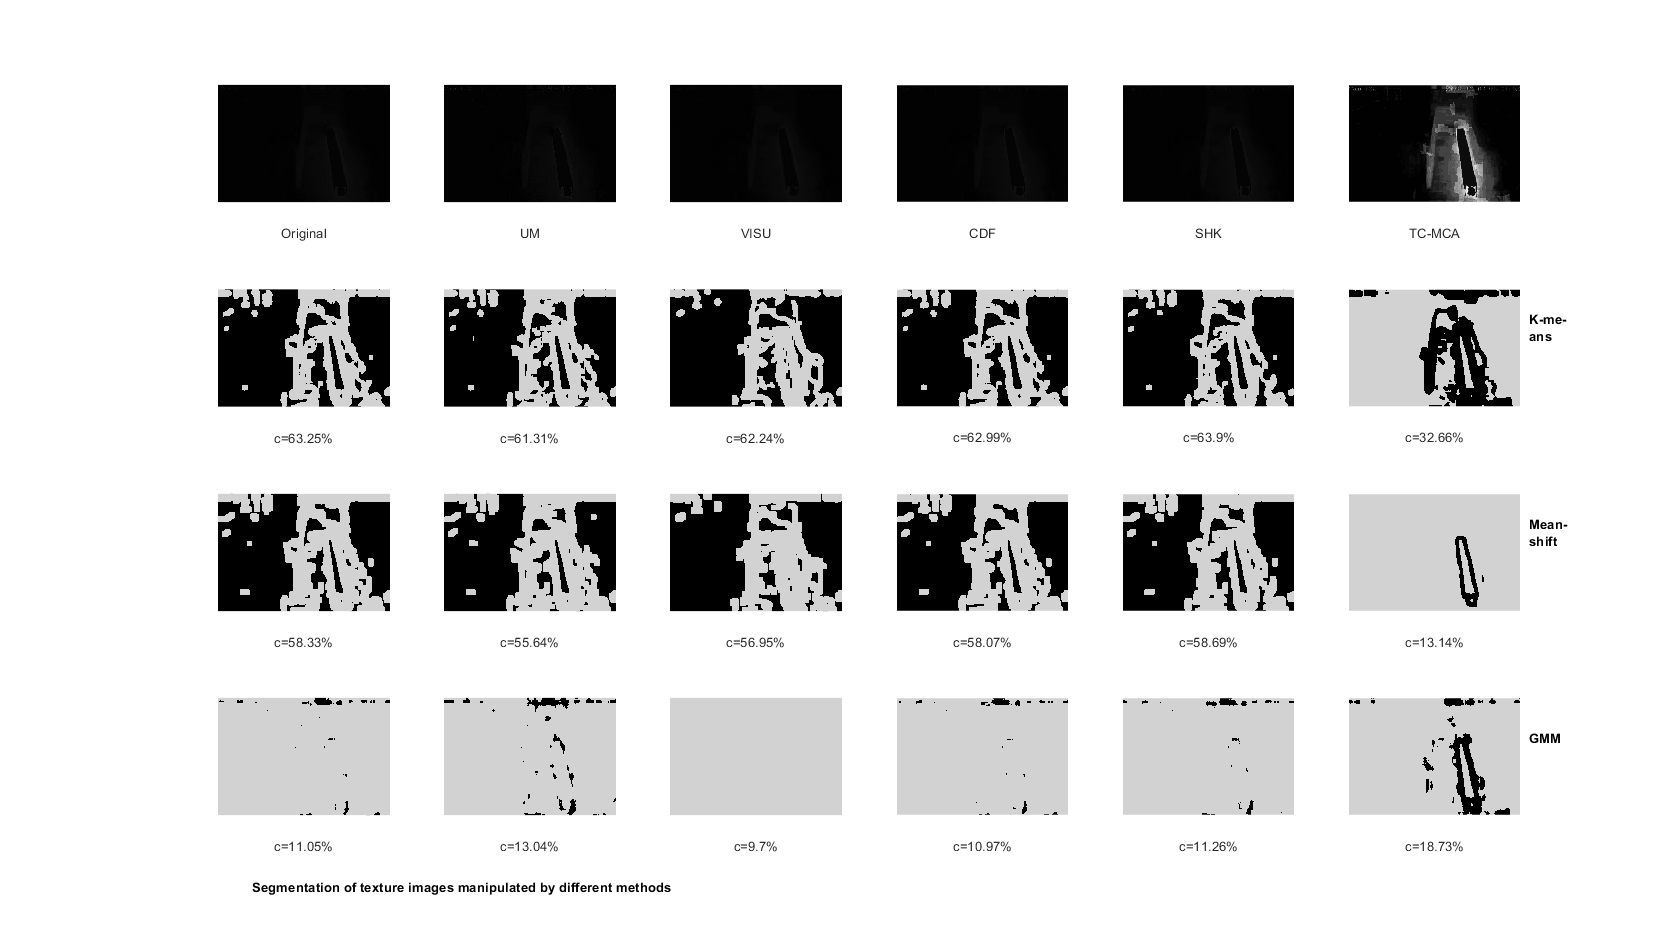 Original
UM
VISU
CDF
SHK
TC-MCA
K-me-
ans
c=63.25%
c=61.31%
c=62.24%
c=62.99%
c=63.9%
c=32.66%
Mean-
shift
c=58.33%
c=55.64%
c=56.95%
c=58.07%
c=58.69%
c=13.14%
GMM
c=11.05%
c=13.04%
c=9.7%
c=10.97%
c=11.26%
c=18.73%
Segmentation of texture images manipulated by different methods